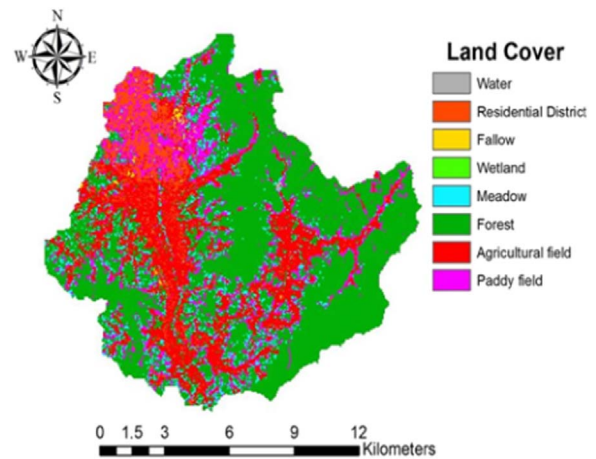 N
W E
S
Land Cover
Water
Residential District
Fallow
Wetland
Meadow
Forest
Agricultural field
Paddy field
0 1.5 3 6 9 12
Kilometers